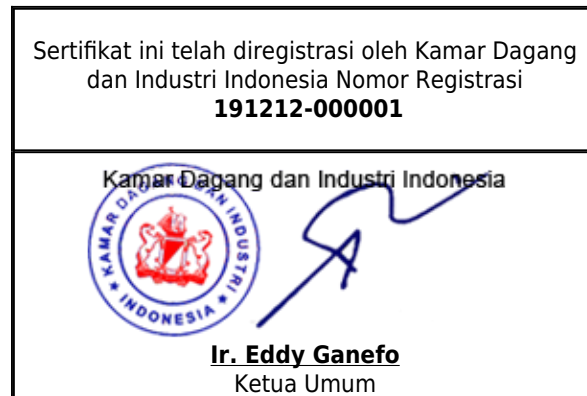 Sertifikat ini telah diregistrasi oleh Kamar Dagang
dan Industri Indonesia Nomor Registrasi
191212-000001
Kamar Dagang dan Industri Indonesia
KAMAR DAGANG DAN INDUSTRI
INDONESIA
Ir. Eddy Ganefo
Ketua Umum